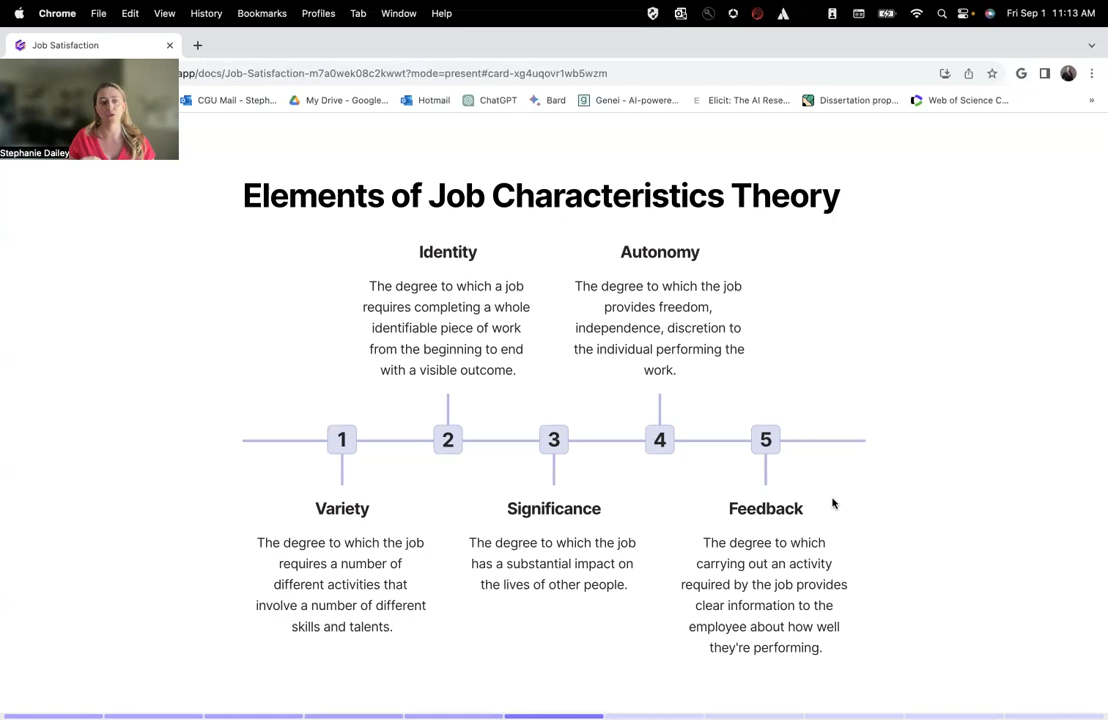 Chrome File Edit View History Bookmarks Profiles Tab Window Help Fri Sep 1 11:13 AM
Job Satisfaction
app/docs/Job-Satisfaction-m7a0wek08c2kwwt?mode=present#card-xg4uqovr1wb5wzm
CGU Mail - Steph... My Drive - Google... Hotmail ChatGPT Bard Genei - AI-powere... Elicit: The AI Rese... Dissertation prop... Web of Science C... »
Stephanie Dailey
Elements of Job Characteristics Theory
Identity
The degree to which a job
requires completing a whole
identifiable piece of work
from the beginning to end
with a visible outcome.
Autonomy
The degree to which the job
provides freedom,
independence, discretion to
the individual performing the
work.
1 2 3 4 5
Variety
The degree to which the job
requires a number of
different activities that
involve a number of different
skills and talents.
Significance
The degree to which the job
has a substantial impact on
the lives of other people.
Feedback
The degree to which
carrying out an activity
required by the job provides
clear information to the
employee about how well
they're performing.